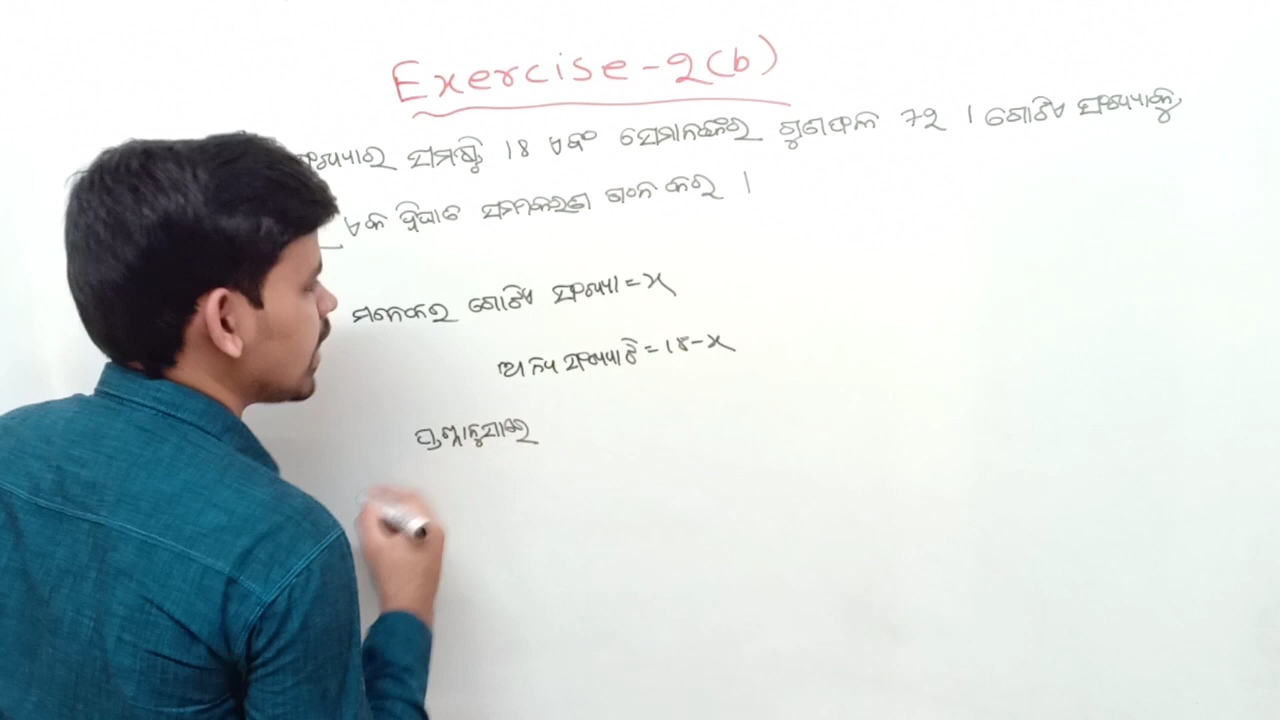 Exercise-2(b)
ସଂଖ୍ୟାର ସମଷ୍ଟି 18 ଏବଂ ସେମାନଙ୍କର ଗୁଣଫଳ 72 । ଗୋଟିଏ ସଂଖ୍ୟାକୁ
ଏକ ଦ୍ୱିଘାତ ସମୀକରଣ ଗଠନ କର ।
ମନେକର ଗୋଟିଏ ସଂଖ୍ୟା = x
ଅନ୍ୟ ସଂଖ୍ୟାଟି = 18 - x
ପ୍ରଶ୍ନାନୁସାରେ